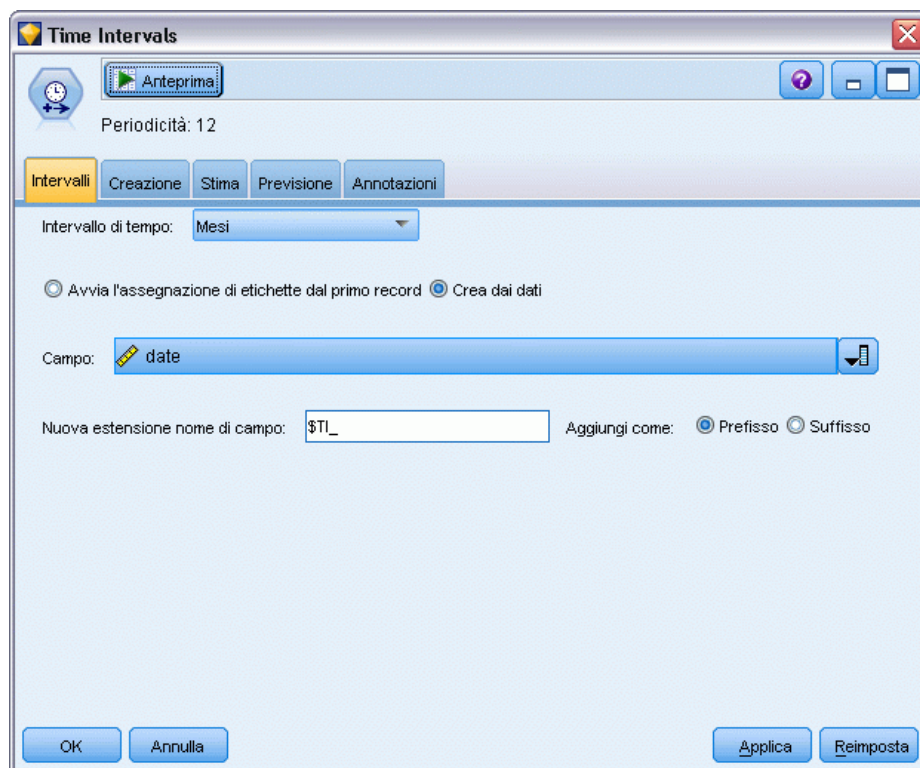 Time Intervals
Anteprima
Periodicità: 12
Intervalli Creazione Stima Previsione Annotazioni
Intervallo di tempo: Mesi
Avvia l'assegnazione di etichette dal primo record Crea dai dati
Campo: date
Nuova estensione nome di campo: $TI_ Aggiungi come: Prefisso Suffisso
OK Annulla Applica Reimposta